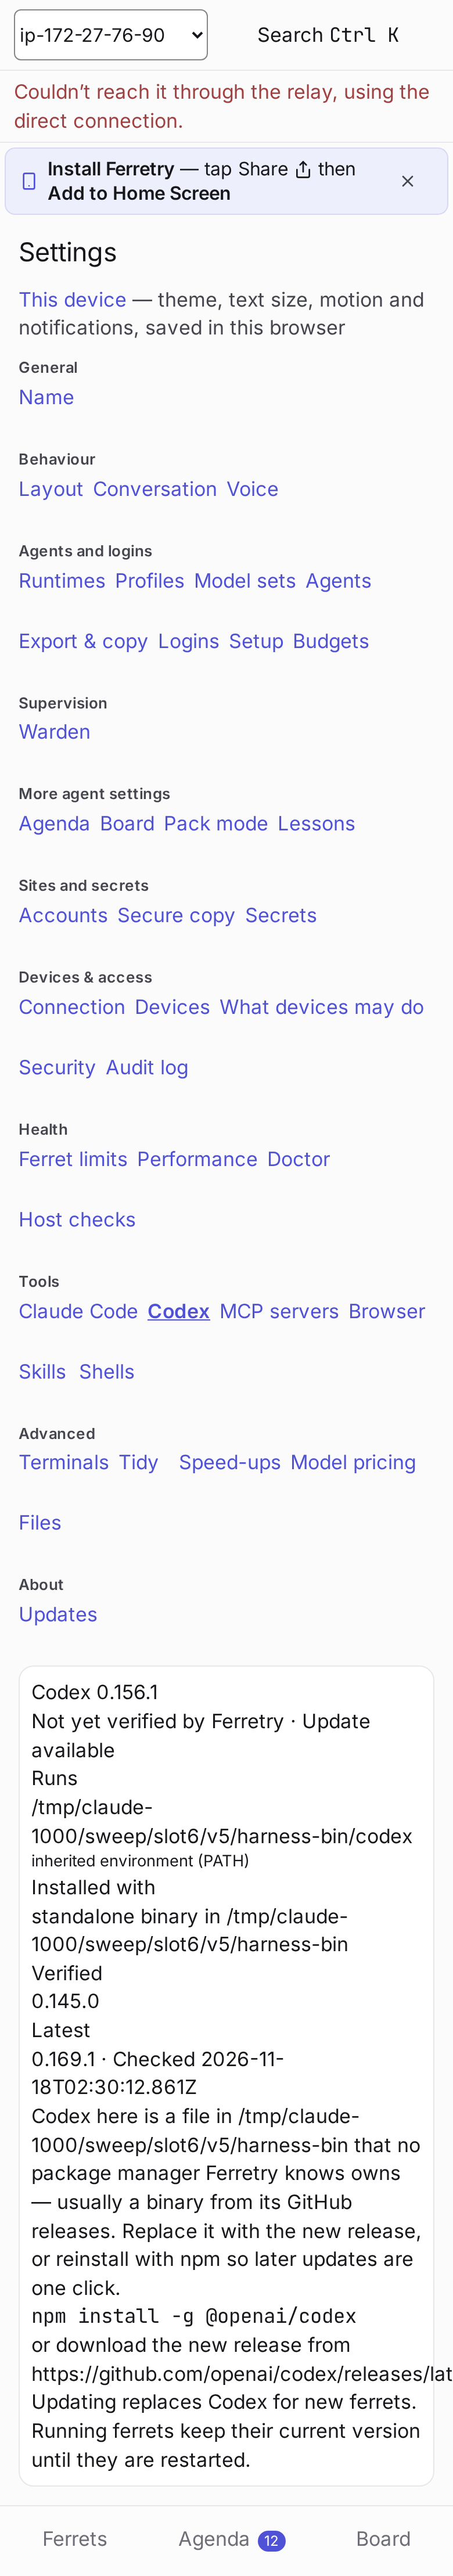 ip-172-27-76-90
Search Ctrl K
Couldn't reach it through the relay, using the
direct connection.
Install Ferretry — tap Share then
Add to Home Screen
Settings
This device — theme, text size, motion and
notifications, saved in this browser
General
Name
Behaviour
Layout Conversation Voice
Agents and logins
Runtimes Profiles Model sets Agents
Export & copy Logins Setup Budgets
Supervision
Warden
More agent settings
Agenda Board Pack mode Lessons
Sites and secrets
Accounts Secure copy Secrets
Devices & access
Connection Devices What devices may do
Security Audit log
Health
Ferret limits Performance Doctor
Host checks
Tools
Claude Code Codex MCP servers Browser
Skills Shells
Advanced
Terminals Tidy Speed-ups Model pricing
Files
About
Updates
Codex 0.156.1
Not yet verified by Ferretry · Update
available
Runs
/tmp/claude-
1000/sweep/slot6/v5/harness-bin/codex
inherited environment (PATH)
Installed with
standalone binary in /tmp/claude-
1000/sweep/slot6/v5/harness-bin
Verified
0.145.0
Latest
0.169.1 · Checked 2026-11-
18T02:30:12.861Z
Codex here is a file in /tmp/claude-
1000/sweep/slot6/v5/harness-bin that no
package manager Ferretry knows owns
— usually a binary from its GitHub
releases. Replace it with the new release,
or reinstall with npm so later updates are
one click.
npm install -g @openai/codex
or download the new release from
https://github.com/openai/codex/releases/lat
Updating replaces Codex for new ferrets.
Running ferrets keep their current version
until they are restarted.
Ferrets Agenda 12 Board